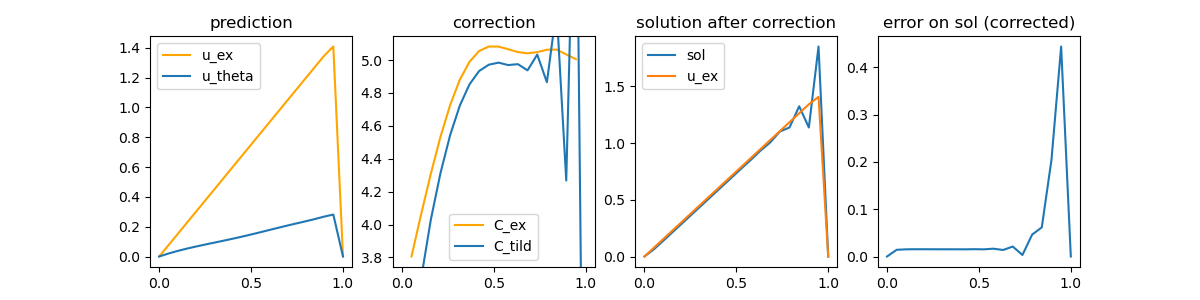 prediction
u_ex
u_theta
1.4
1.2
1.0
0.8
0.6
0.4
0.2
0.0
0.0 0.5 1.0
correction
C_ex
C_tild
5.0
4.8
4.6
4.4
4.2
4.0
3.8
0.0 0.5 1.0
solution after correction
sol
u_ex
1.5
1.0
0.5
0.0
0.0 0.5 1.0
error on sol (corrected)
0.4
0.3
0.2
0.1
0.0
0.0 0.5 1.0